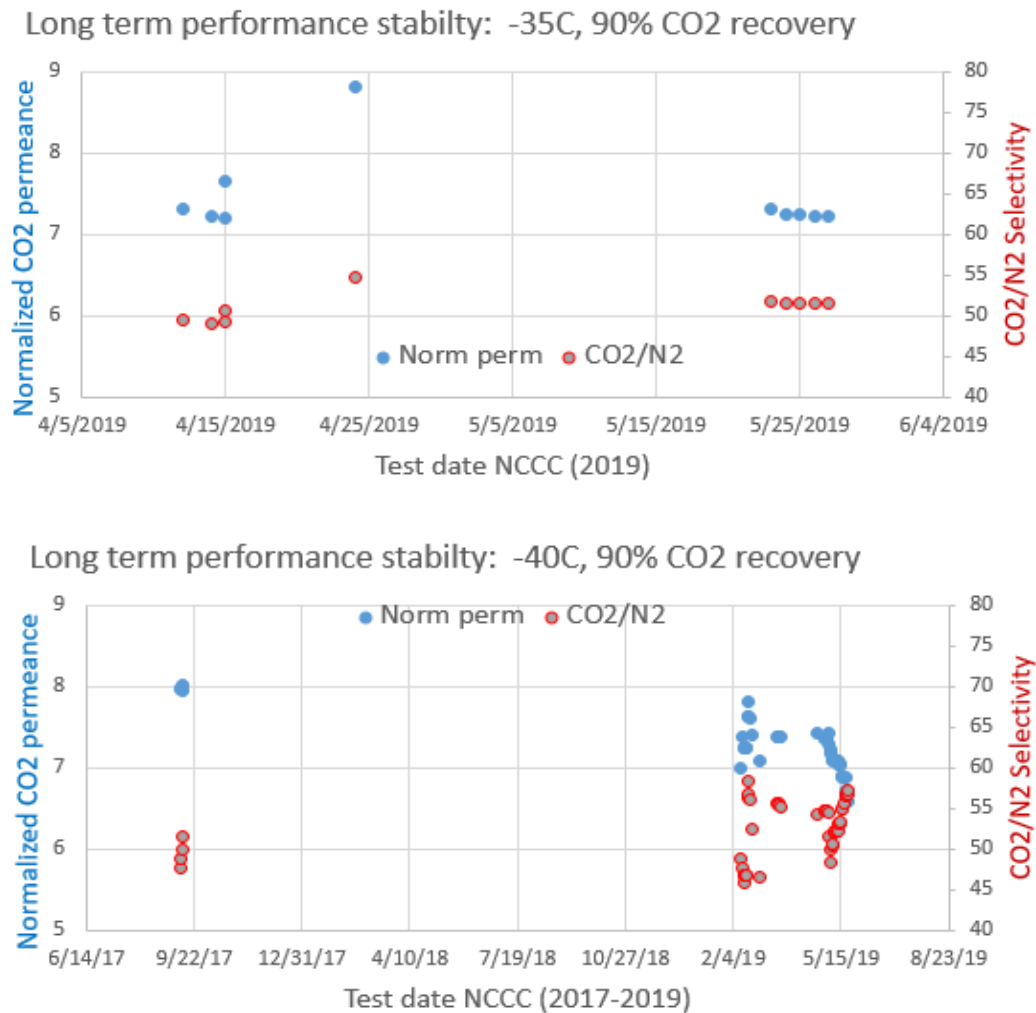 Long term performance stabilty:  -35C, 90% CO2 recovery
Normalized CO2 permeance
9
8
7
6
5
80
75
70
65
60
55
50
45
40
CO2/N2 Selectivity
Norm perm  CO2/N2
4/5/2019  4/15/2019  4/25/2019  5/5/2019  5/15/2019  5/25/2019  6/4/2019
Test date NCCC (2019)
Long term performance stabilty:  -40C, 90% CO2 recovery
Normalized CO2 permeance
9
8
7
6
5
80
75
70
65
60
55
50
45
40
CO2/N2 Selectivity
Norm perm  CO2/N2
6/14/17  9/22/17  12/31/17  4/10/18  7/19/18  10/27/18  2/4/19  5/15/19  8/23/19
Test date NCCC (2017-2019)